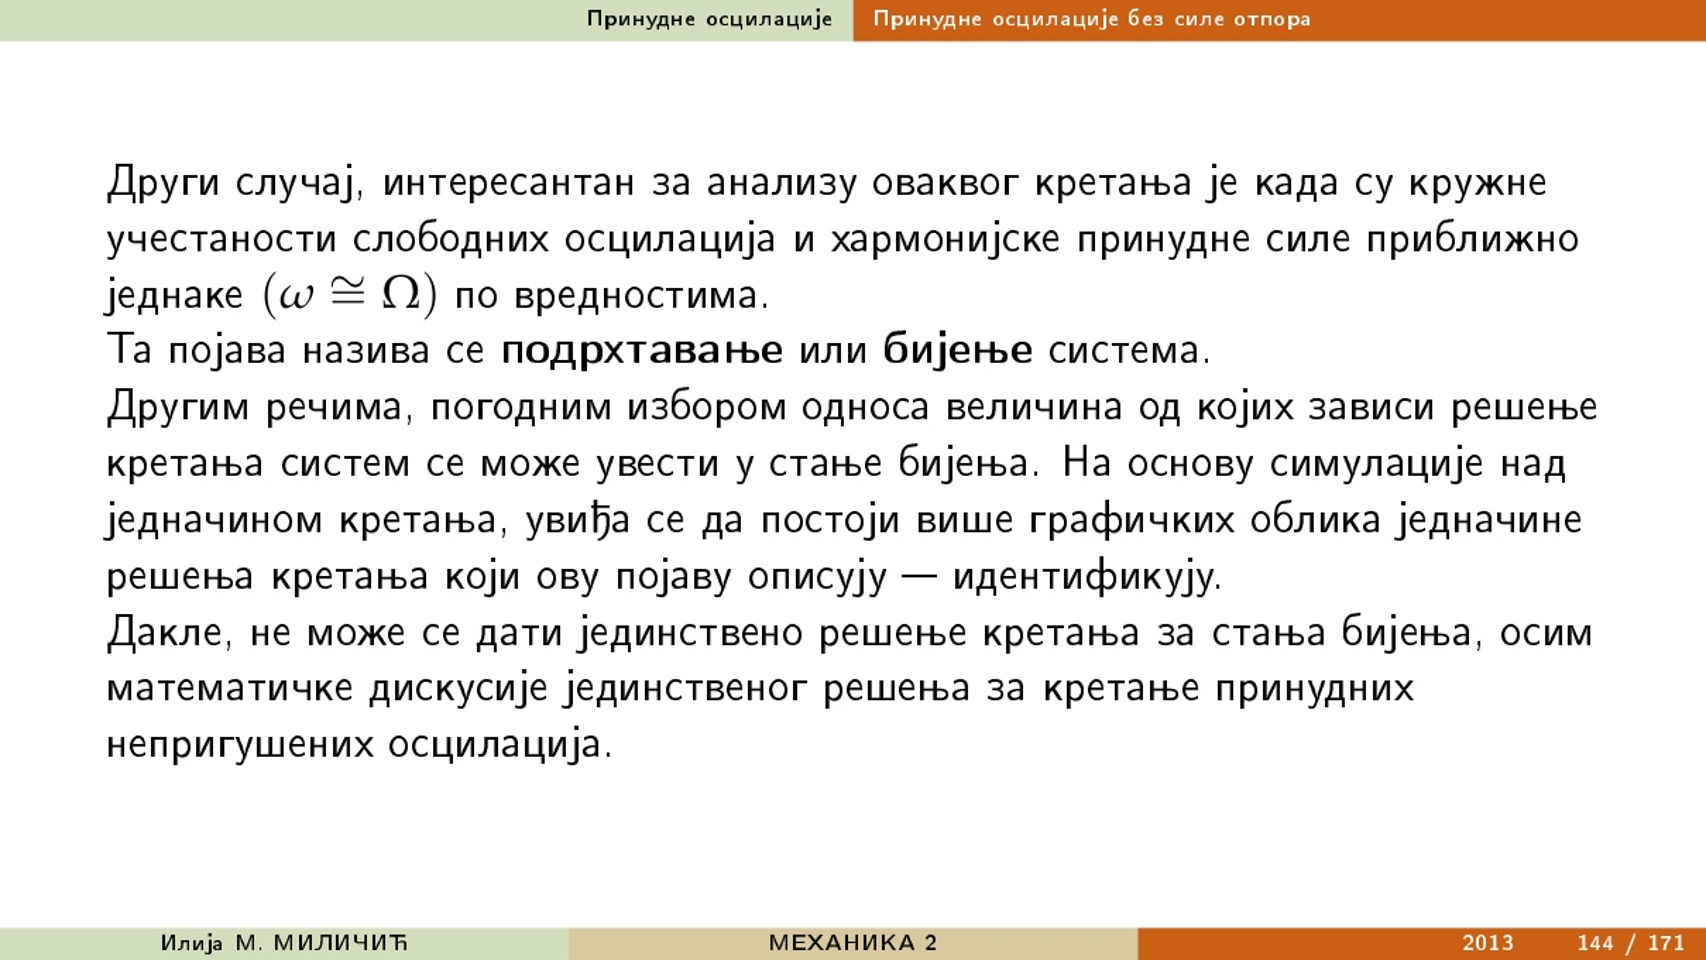 Принудне осцилације
Принудне осцилације без силе отпора
Други случај, интересантан за анализу оваквог кретања је када су кружне
учестаности слободних осцилација и хармонијске принудне силе приближно
једнаке (ω ≅ Ω) по вредностима.
Та појава назива се подрхтавање или бијење система.
Другим речима, погодним избором односа величина од којих зависи решење
кретања систем се може увести у стање бијења. На основу симулације над
једначином кретања, увиђа се да постоји више графичких облика једначине
решења кретања који ову појаву описују — идентификују.
Дакле, не може се дати јединствено решење кретања за стања бијења, осим
математичке дискусије јединственог решења за кретање принудних
непригушених осцилација.
Илија М. МИЛИЧИЋ
МЕХАНИКА 2
2013
144 / 171